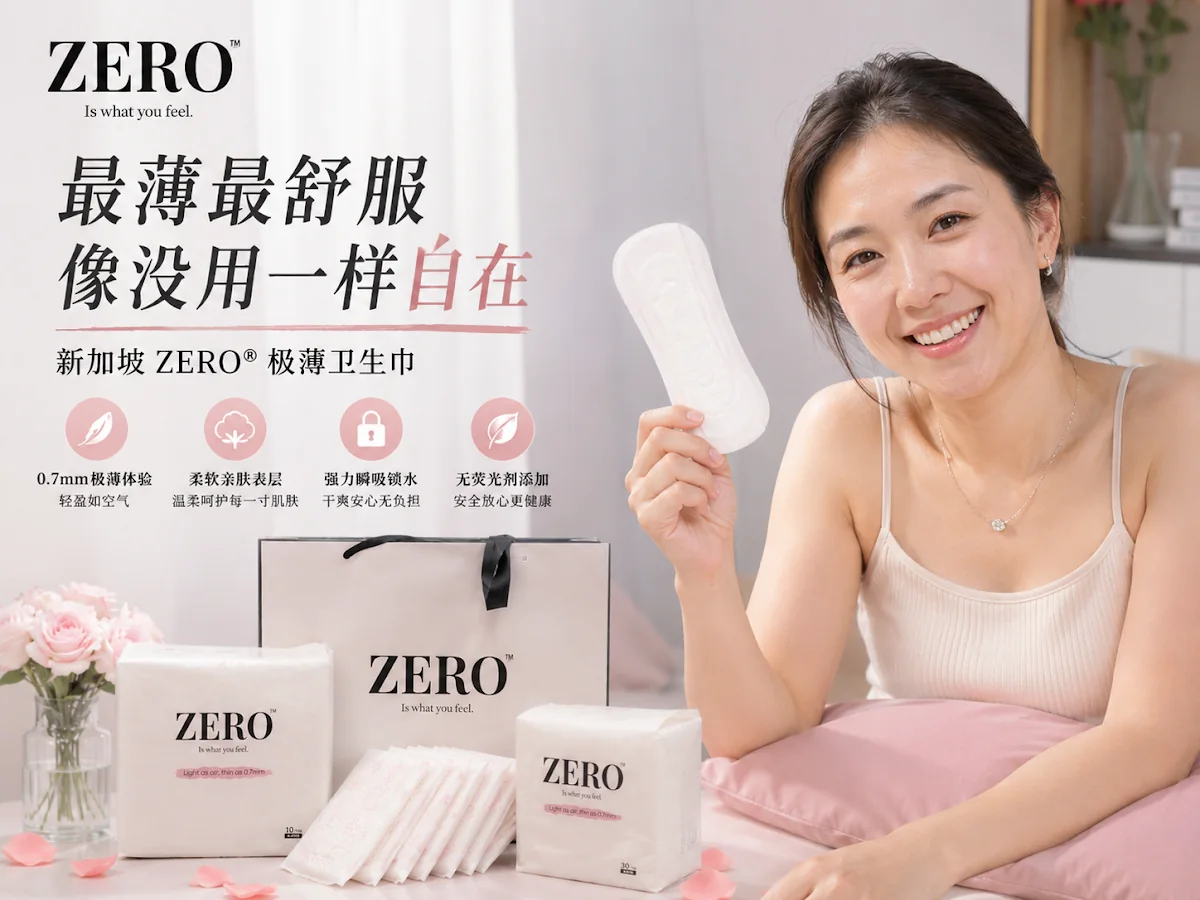 ZERO™
Is what you feel.
最薄最舒服
像没用一样自在
新加坡 ZERO® 极薄卫生巾
0.7mm极薄体验
轻盈如空气
柔软亲肤表层
温柔呵护每一寸肌肤
强力瞬吸锁水
干爽安心无负担
无荧光剂添加
安全放心更健康
ZERO™
Is what you feel.
ZERO™
Is what you feel.
Light as air, thin as 0.7mm
10
ZERO™
Is what you feel.
Light as air, thin as 0.7mm
30